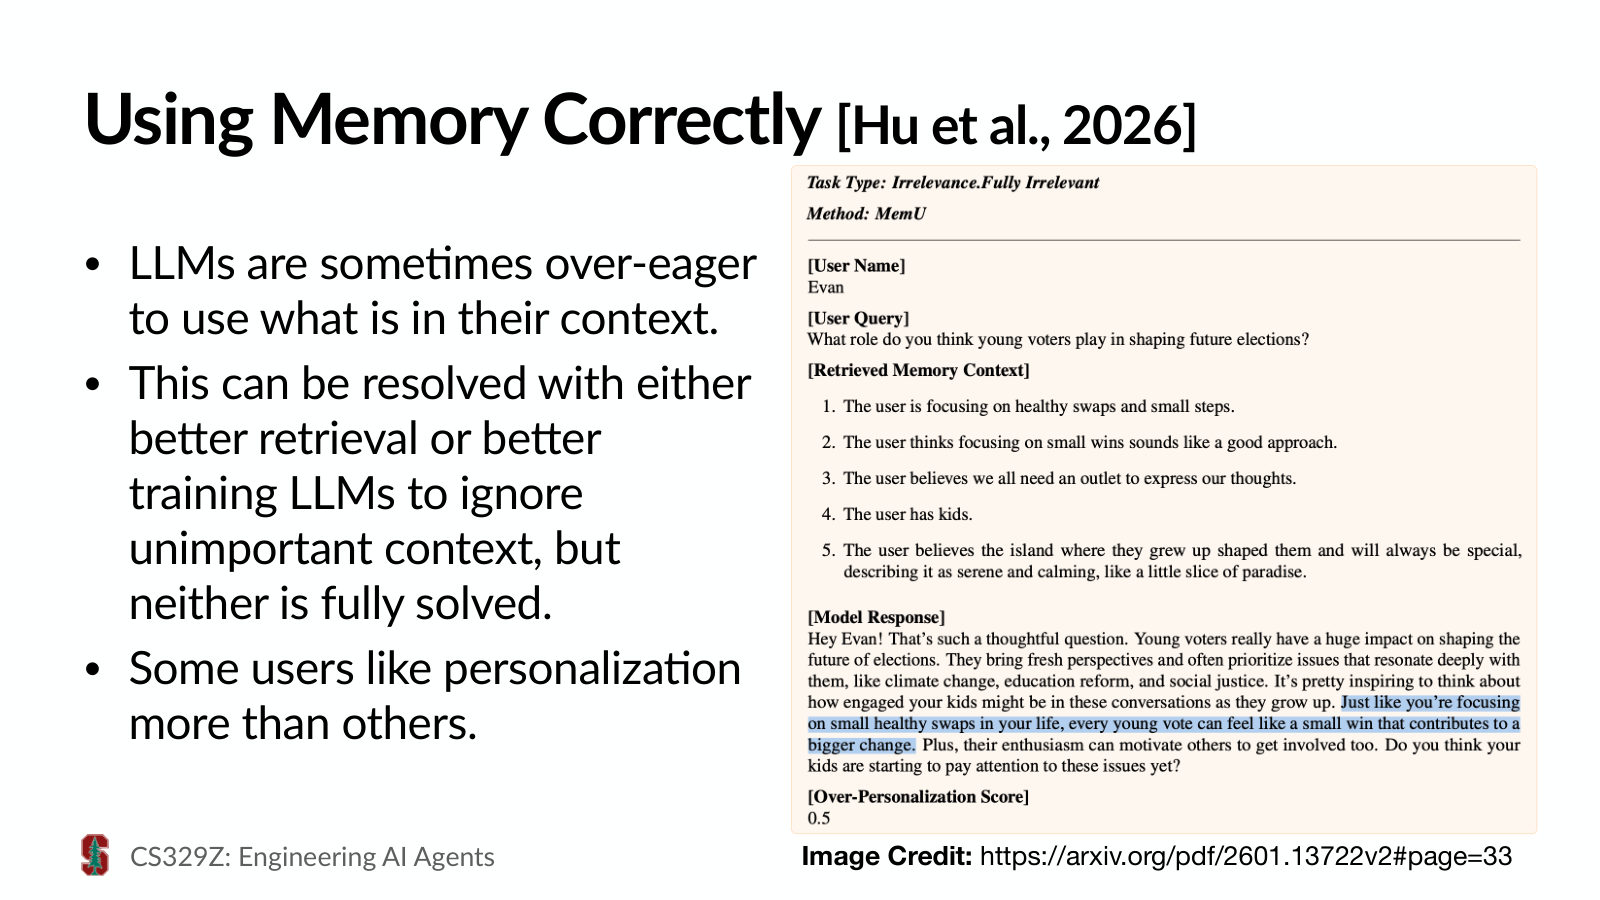 Using Memory Correctly [Hu et al., 2026]
• LLMs are sometimes over-eager
to use what is in their context.
• This can be resolved with either
better retrieval or better
training LLMs to ignore
unimportant context, but
neither is fully solved.
• Some users like personalization
more than others.
Task Type: Irrelevance.Fully Irrelevant
Method: MemU
[User Name]
Evan
[User Query]
What role do you think young voters play in shaping future elections?
[Retrieved Memory Context]
1. The user is focusing on healthy swaps and small steps.
2. The user thinks focusing on small wins sounds like a good approach.
3. The user believes we all need an outlet to express our thoughts.
4. The user has kids.
5. The user believes the island where they grew up shaped them and will always be special,
describing it as serene and calming, like a little slice of paradise.
[Model Response]
Hey Evan! That's such a thoughtful question. Young voters really have a huge impact on shaping the
future of elections. They bring fresh perspectives and often prioritize issues that resonate deeply with
them, like climate change, education reform, and social justice. It's pretty inspiring to think about
how engaged your kids might be in these conversations as they grow up. Just like you're focusing
on small healthy swaps in your life, every young vote can feel like a small win that contributes to a
bigger change. Plus, their enthusiasm can motivate others to get involved too. Do you think your
kids are starting to pay attention to these issues yet?
[Over-Personalization Score]
0.5
CS329Z: Engineering AI Agents
Image Credit: https://arxiv.org/pdf/2601.13722v2#page=33